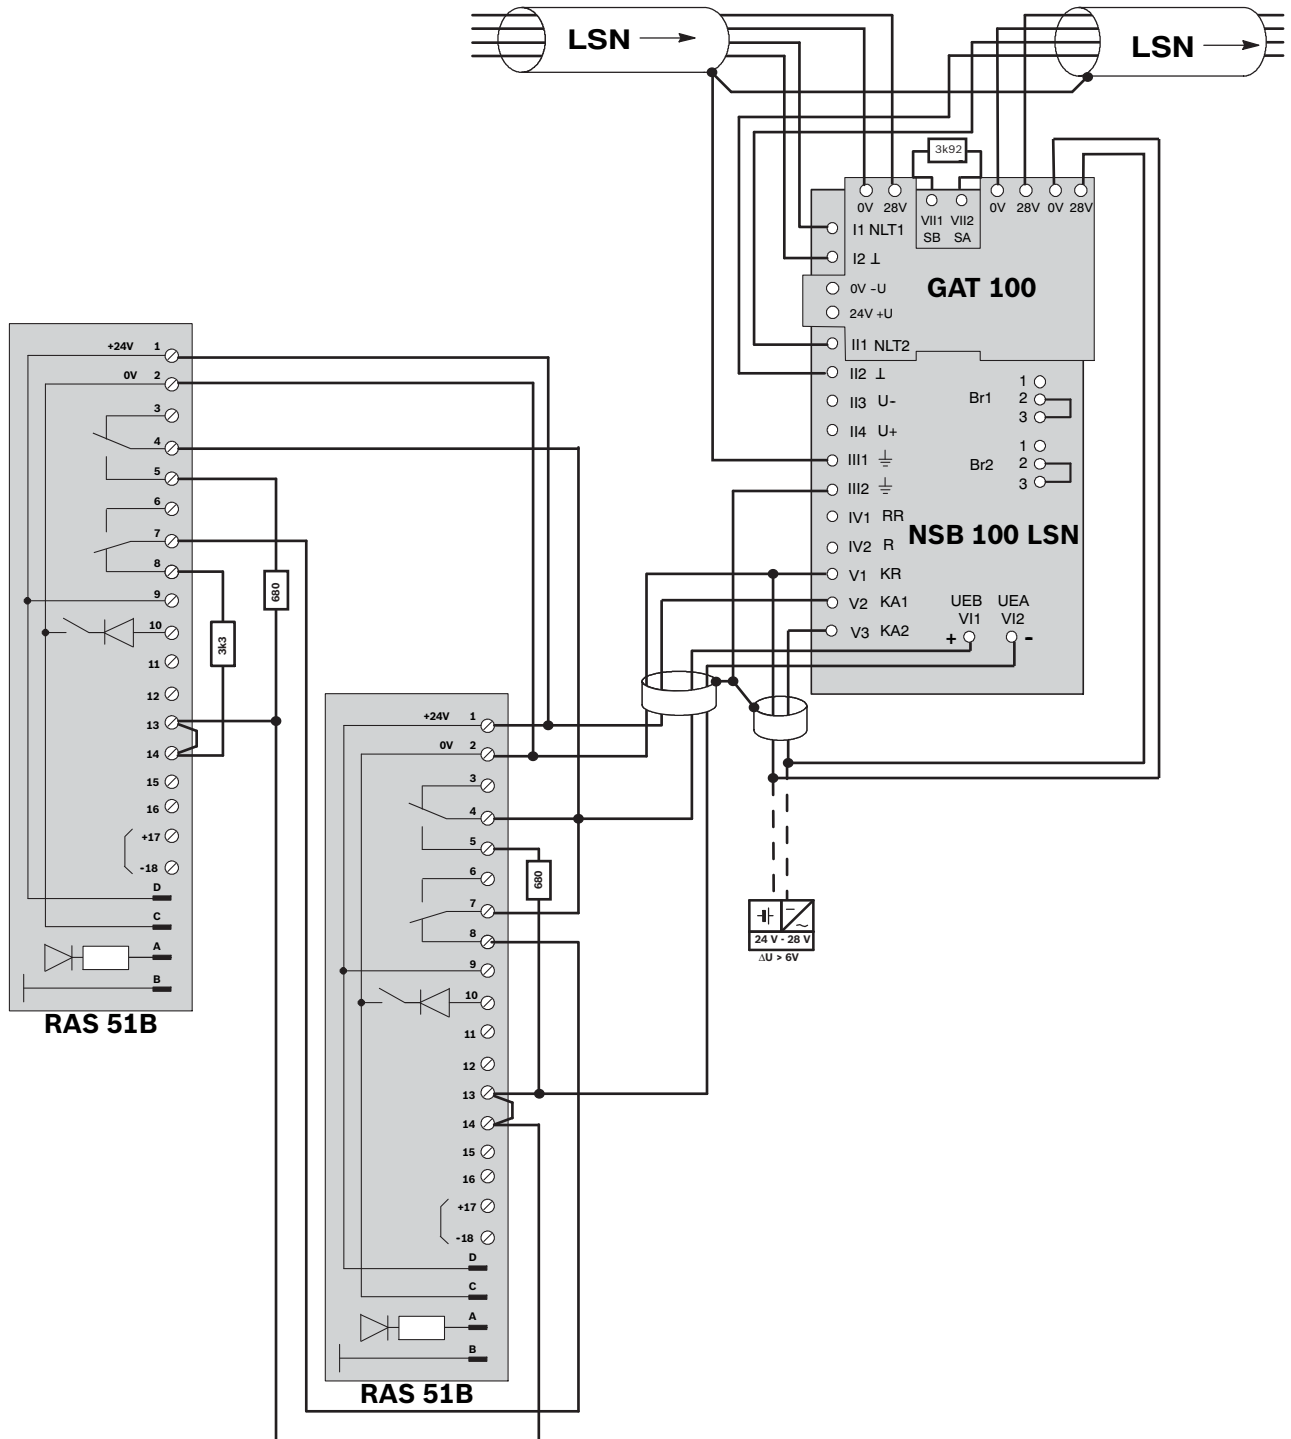 LSN
LSN
3k92
0V 28V
VII1 VII2
SB SA
0V 28V 0V 28V
I1 NLT1
I2 ⊥
0V -U
24V +U
GAT 100
II1 NLT2
II2 ⊥
II3 U-
II4 U+
III1
III2
IV1 RR
IV2 R
V1 KR
V2 KA1
V3 KA2
Br1
1
2
3
Br2
1
2
3
NSB 100 LSN
UEB UEA
VI1 VI2
+ -
+24V 1
0V 2
3
4
5
6
7
8
9
10
11
12
13
14
15
16
+17
-18
D
C
A
B
RAS 51B
680
3k3
+24V 1
0V 2
3
4
5
6
7
8
9
10
11
12
13
14
15
16
+17
-18
D
C
A
B
RAS 51B
680
24 V - 28 V
ΔU > 6V